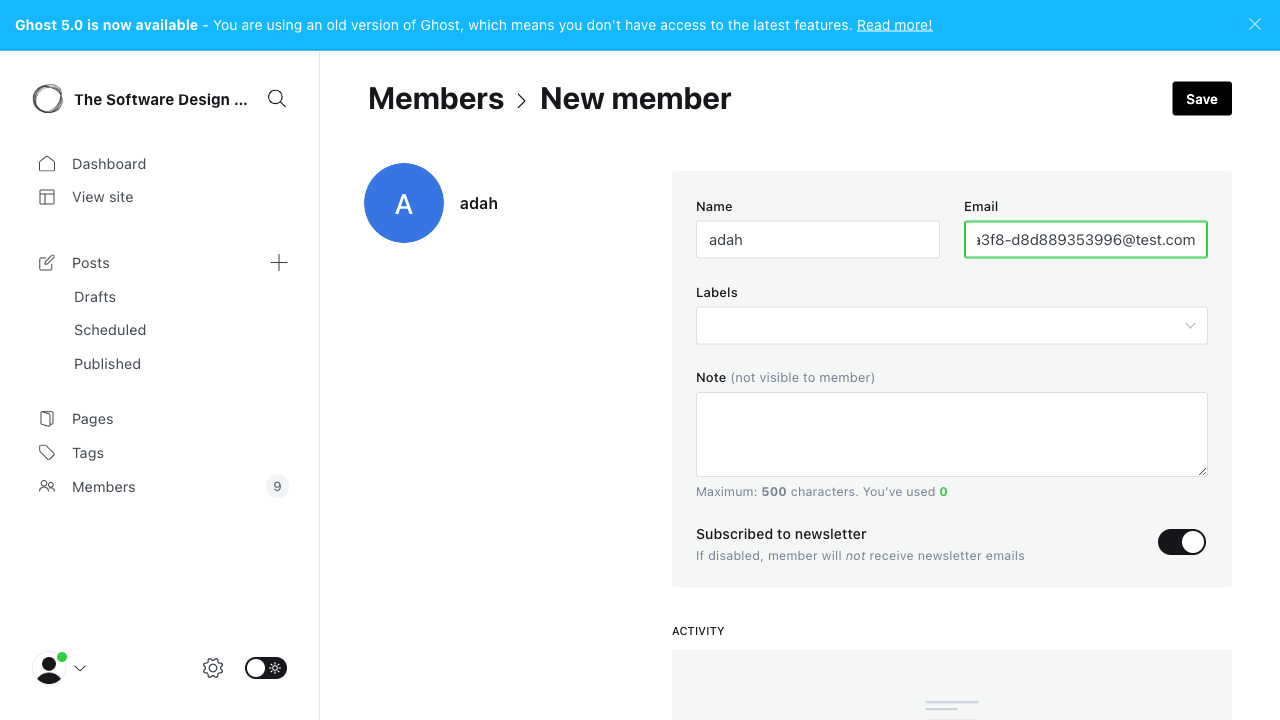 Ghost 5.0 is now available - You are using an old version of Ghost, which means you don't have access to the latest features. Read more!
The Software Design ...
Dashboard
View site
Posts
Drafts
Scheduled
Published
Pages
Tags
Members
9
Members
New member
Save
A
adah
Name
adah
Email
a3f8-d8d889353996@test.com
Labels
Note (not visible to member)
Maximum: 500 characters. You've used 0
Subscribed to newsletter
If disabled, member will not receive newsletter emails
ACTIVITY